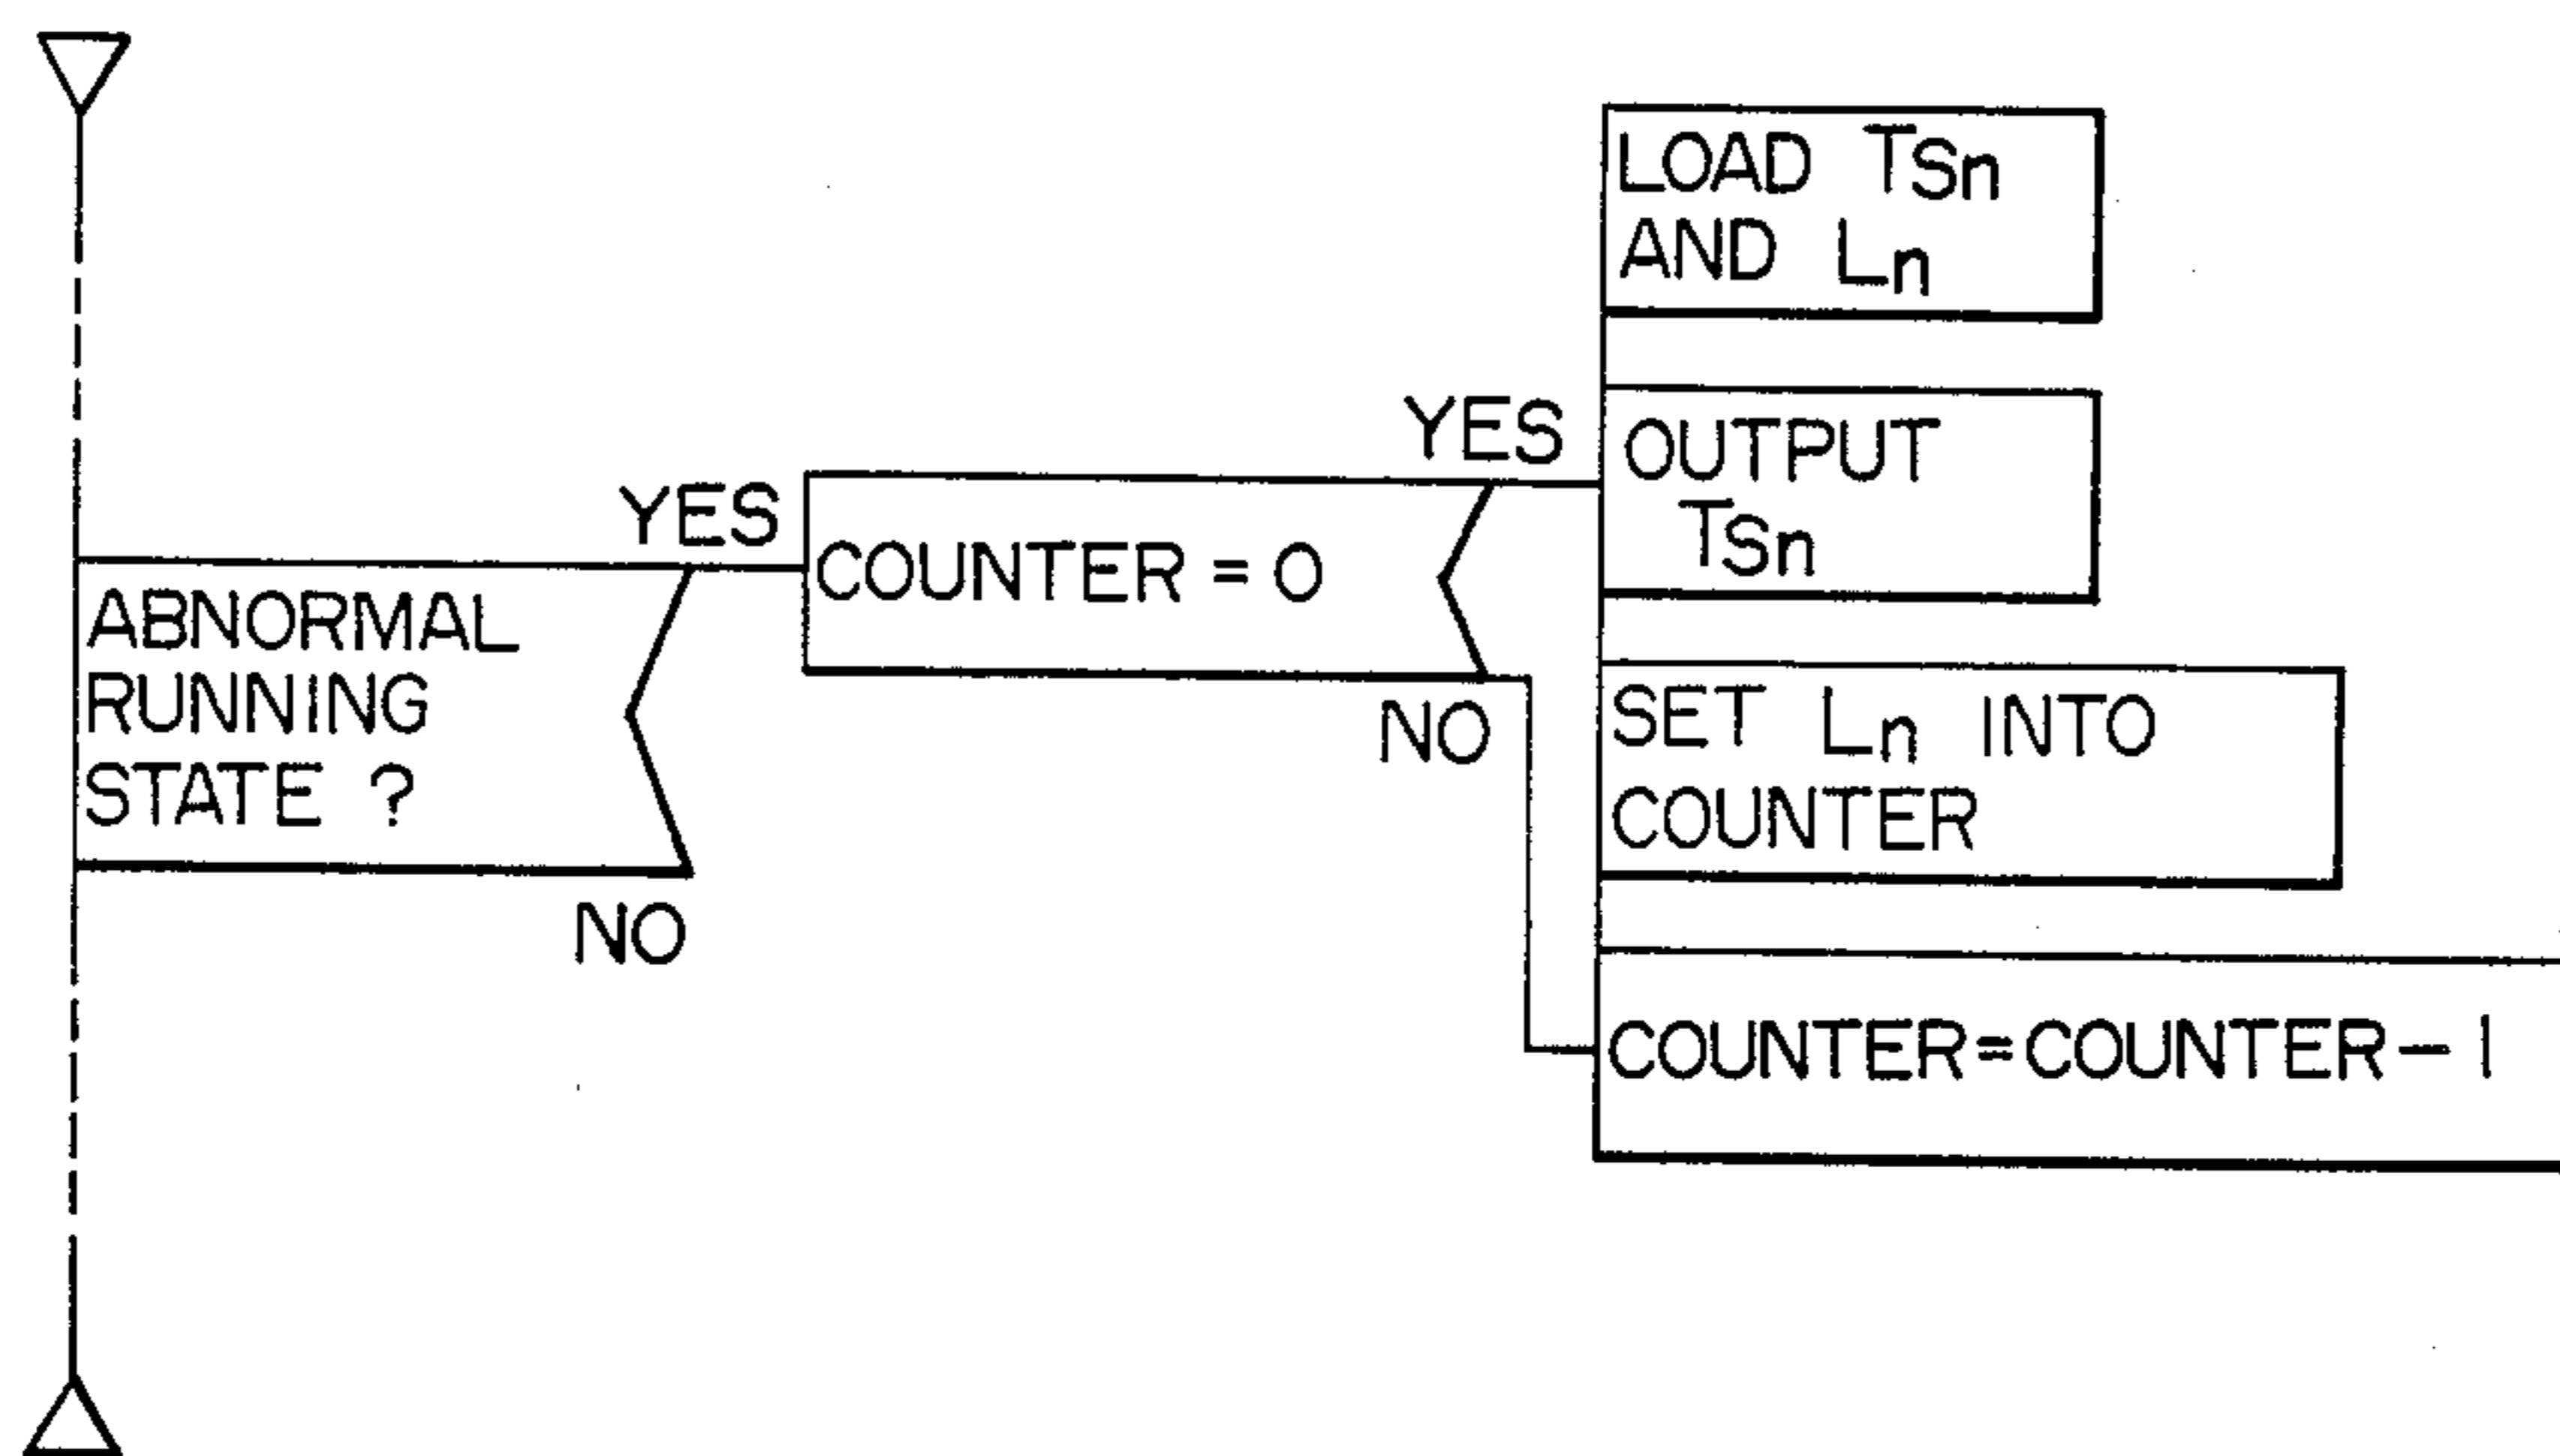 ABNORMAL
RUNNING
STATE ?
YES
NO
COUNTER = 0
YES
NO
LOAD TSn
AND Ln
OUTPUT
TSn
SET Ln INTO
COUNTER
COUNTER=COUNTER-1